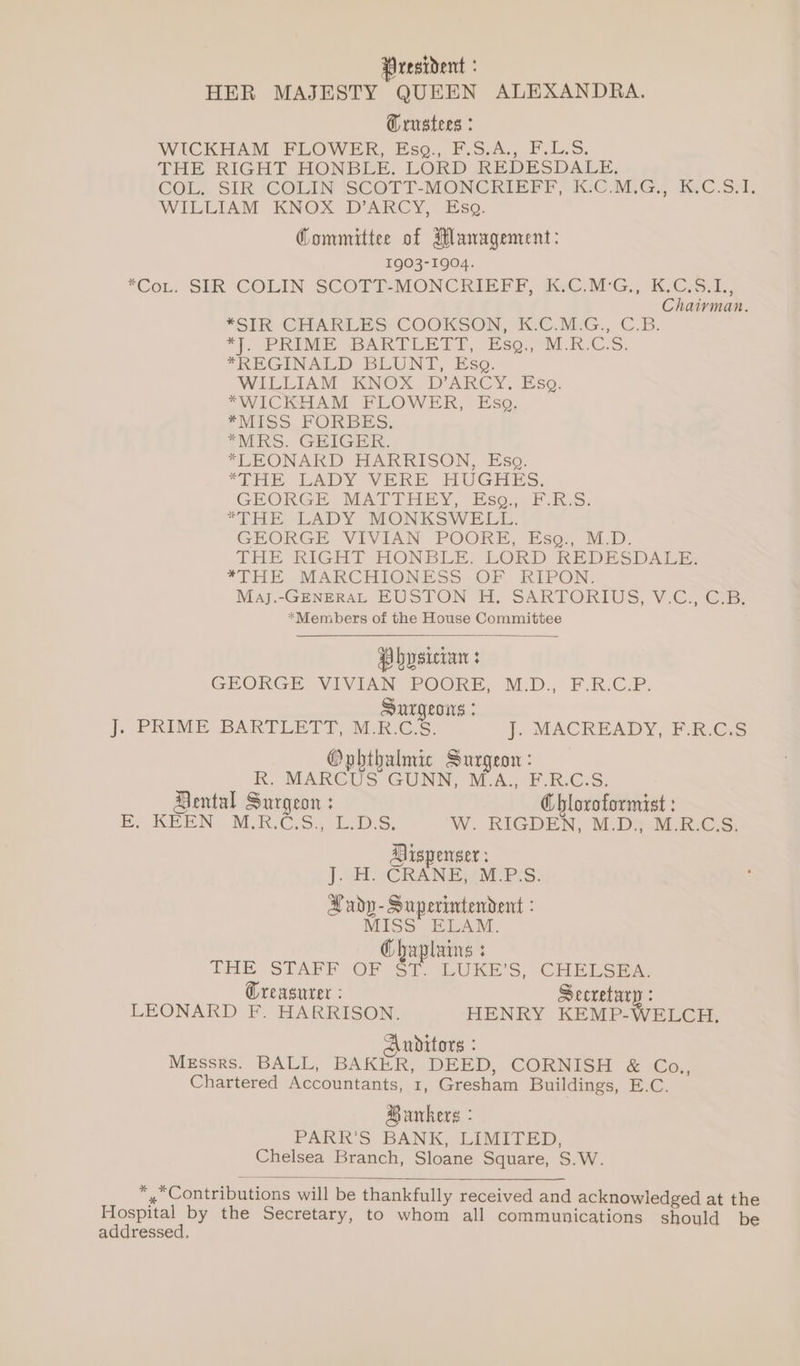 President :
HER MAJESTY QUEEN ALEXANDRA.
Trustees :
WICKHAM FLOWER, Esq., F.S.A., F.L.S.
THE RIGHT HONBLE. LORD REDESDALE.
COL. SIR COLIN SCOTT-MONCRIEFF, K.C.M.G., K.C.S.I.
WILLIAM KNOX D'ARCY, Esq.
Committee of Management:
1903-1904.
*Col. SIR COLIN SCOTT-MONCRIEFF, K.C.M'G., K.C.S.I.,
Chairman.
*SIR CHARLES COOKSON, K.C.M.G., C.B.
*J. PRIME BARTLETT, Esq., M.R.C.S.
*REGINALD BLUNT, Esq.
WILLIAM KNOX D'ARCY, Esq.
*WICKHAM FLOWER, Esq.
*MISS FORBES.
*MRS. GEIGER.
*LEONARD HARRISON, Esq.
*THE LADY VERE HUGHES.
GEORGE MATTHEY, Esq., F.R.S.
*THE LADY MONKSWELL.
GEORGE VIVIAN POORE, Esq., M.D.
THE RIGHT HONBLE. LORD REDESDALE.
*THE MARCHIONESS OF RIPON.
Maj.-General EUSTON H. SARTORIUS, V.C., C.B.
*Members of the House Committee
Physician :
GEORGE VIVIAN POORE, M.D., F.R.C.P.
Surgeons :
J. PRIME BARTLETT, M.R.C.S. J. MACREADY, F.R.C.S
Ophthalmic Surgeon :
R. MARCUS GUNN, M.A., F.R.C.S.
Dental Surgeon : Chloroformist :
E. KEEN M.R.C.S., L.D.S. W. RIGDEN, M.D., M.R.C.S.
Dispenser :
J. H. CRANE, M.P.S.
Lady-Superintendent :
MISS ELAM.
Chaplains :
THE STAFF OF ST. LUKE'S, CHELSEA.
Treasurer : Secretary :
LEONARD F. HARRISON. HENRY KEMP-WELCH.
Auditors :
Messrs. BALL, BAKER, DEED, CORNISH & Co.,
Chartered Accountants, 1, Gresham Buildings, E.C.
Bankers :
PARR'S BANK, LIMITED,
Chelsea Branch, Sloane Square, S.W.
*⁎*Contributions will be thankfully received and acknowledged at the
Hospital by the Secretary, to whom all communications should be
addressed.